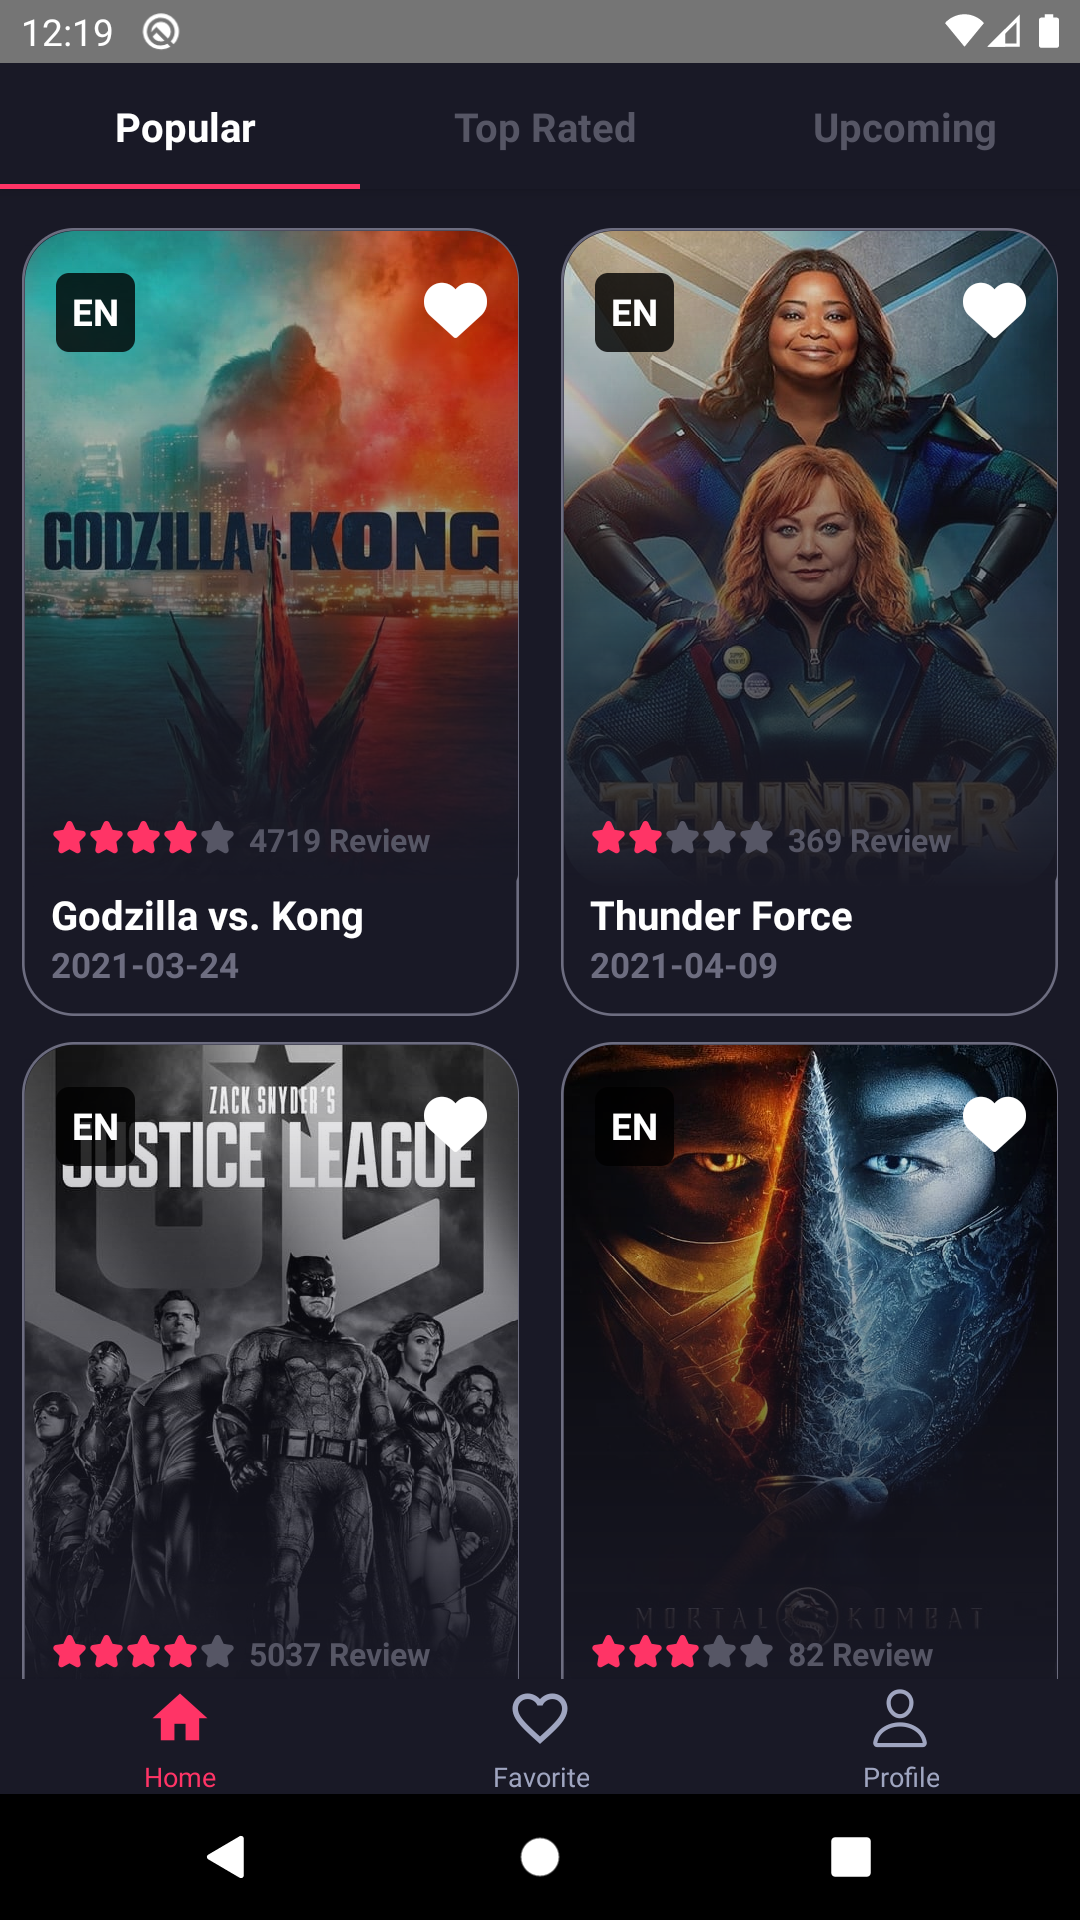 12:19
Popular Top Rated Upcoming
EN
GODZILLA vs. KONG
4719 Review
Godzilla vs. Kong
2021-03-24
EN
THUNDER
FORCE
369 Review
Thunder Force
2021-04-09
EN
ZACK SNYDER'S
JUSTICE LEAGUE
5037 Review
EN
MORTAL KOMBAT
82 Review
Home Favorite Profile